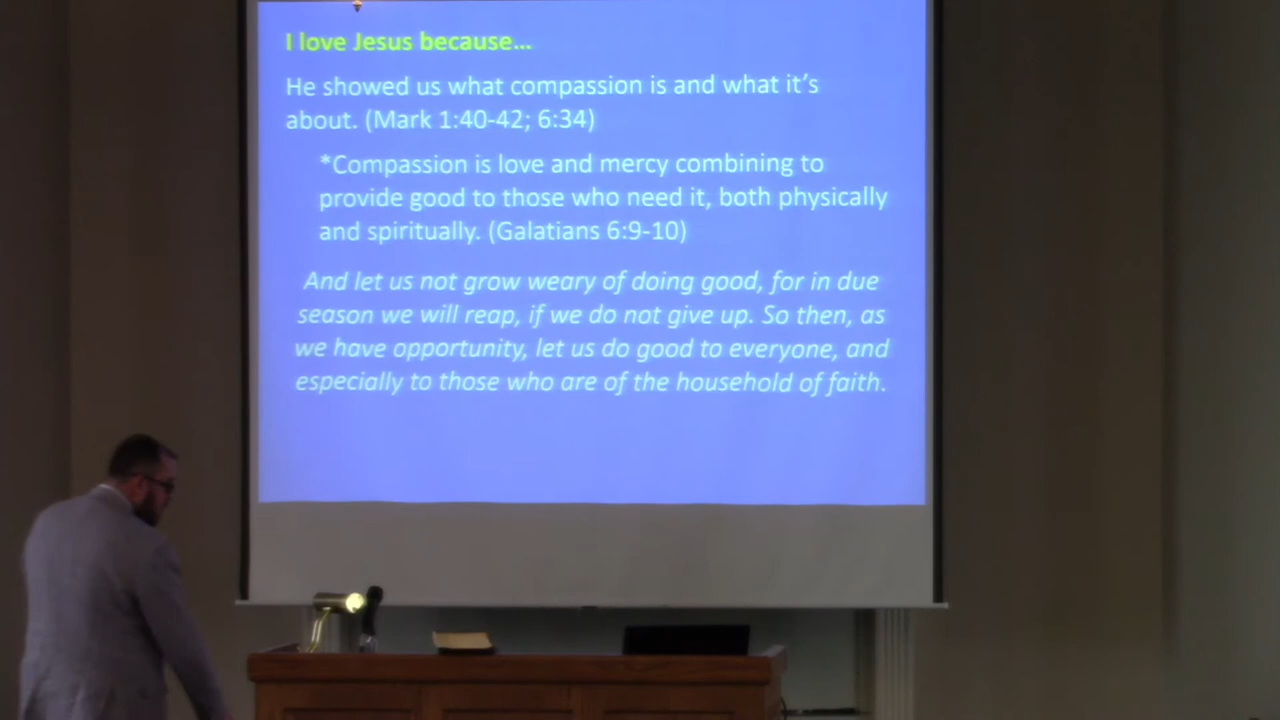 I love Jesus because…
He showed us what compassion is and what it’s
about. (Mark 1:40-42; 6:34)
*Compassion is love and mercy combining to
provide good to those who need it, both physically
and spiritually. (Galatians 6:9-10)
And let us not grow weary of doing good, for in due
season we will reap, if we do not give up. So then, as
we have opportunity, let us do good to everyone, and
especially to those who are of the household of faith.